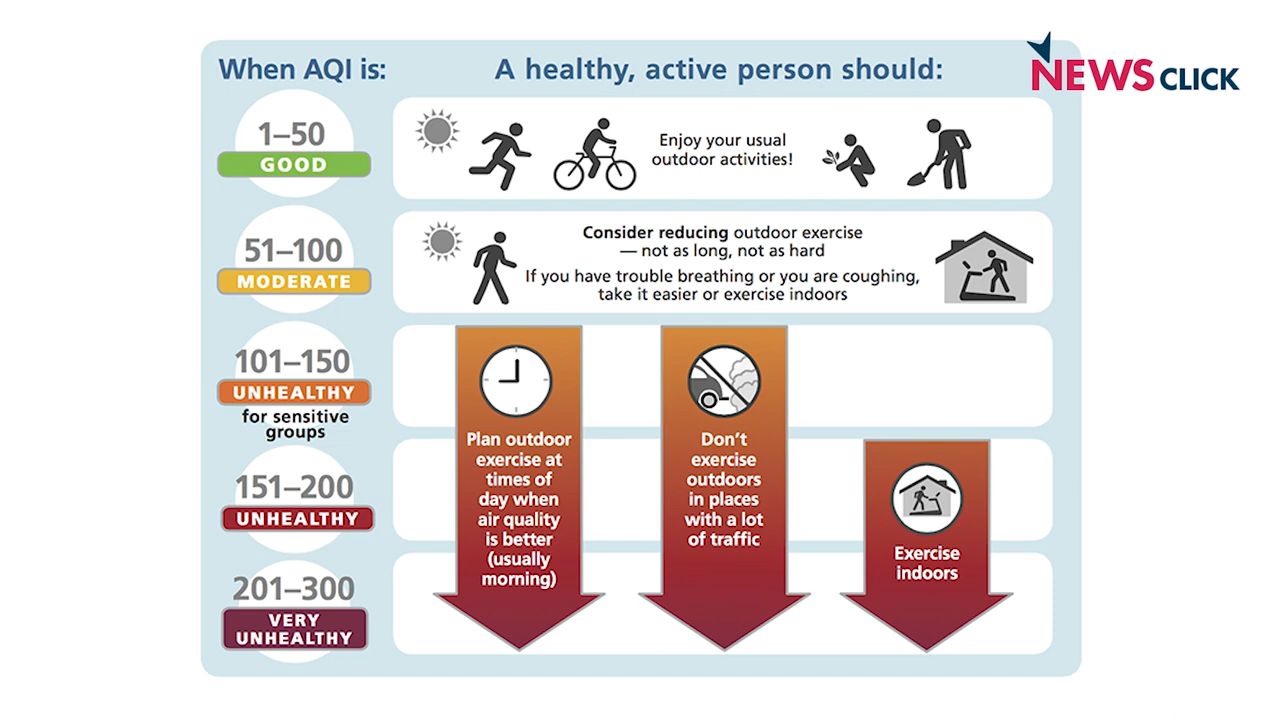 When AQI is:
A healthy, active person should:
NEWSCLICK
1–50
GOOD
Enjoy your usual
outdoor activities!
51–100
MODERATE
Consider reducing outdoor exercise
— not as long, not as hard
If you have trouble breathing or you are coughing,
take it easier or exercise indoors
101–150
UNHEALTHY
for sensitive
groups
151–200
UNHEALTHY
201–300
VERY
UNHEALTHY
Plan outdoor
exercise at
times of
day when
air quality
is better
(usually
morning)
Don't
exercise
outdoors
in places
with a lot
of traffic
Exercise
indoors